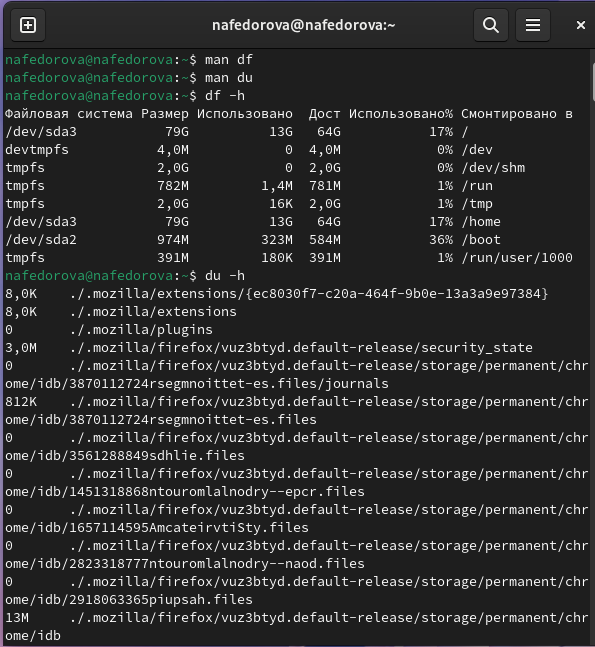 nafedorova@nafedorova:~
nafedorova@nafedorova:~$ man df
nafedorova@nafedorova:~$ man du
nafedorova@nafedorova:~$ df -h
Файловая система Размер Использовано  Дост Использовано% Смонтировано в
/dev/sda3           79G          13G   64G           17% /
devtmpfs           4,0M            0  4,0M            0% /dev
tmpfs              2,0G            0  2,0G            0% /dev/shm
tmpfs              782M         1,4M  781M            1% /run
tmpfs              2,0G          16K  2,0G            1% /tmp
/dev/sda3           79G          13G   64G           17% /home
/dev/sda2          974M         323M  584M           36% /boot
tmpfs              391M         180K  391M            1% /run/user/1000
nafedorova@nafedorova:~$ du -h
8,0K    ./.mozilla/extensions/{ec8030f7-c20a-464f-9b0e-13a3a9e97384}
8,0K    ./.mozilla/extensions
0       ./.mozilla/plugins
3,0M    ./.mozilla/firefox/vuz3btyd.default-release/security_state
0       ./.mozilla/firefox/vuz3btyd.default-release/storage/permanent/chr
ome/idb/3870112724rsegmnoittet-es.files/journals
812K    ./.mozilla/firefox/vuz3btyd.default-release/storage/permanent/chr
ome/idb/3870112724rsegmnoittet-es.files
0       ./.mozilla/firefox/vuz3btyd.default-release/storage/permanent/chr
ome/idb/3561288849sdhlie.files
0       ./.mozilla/firefox/vuz3btyd.default-release/storage/permanent/chr
ome/idb/1451318868ntouromlalnodry--epcr.files
0       ./.mozilla/firefox/vuz3btyd.default-release/storage/permanent/chr
ome/idb/1657114595AmcateirvtiSty.files
0       ./.mozilla/firefox/vuz3btyd.default-release/storage/permanent/chr
ome/idb/2823318777ntouromlalnodry--naod.files
0       ./.mozilla/firefox/vuz3btyd.default-release/storage/permanent/chr
ome/idb/2918063365piupsah.files
13M     ./.mozilla/firefox/vuz3btyd.default-release/storage/permanent/chr
ome/idb